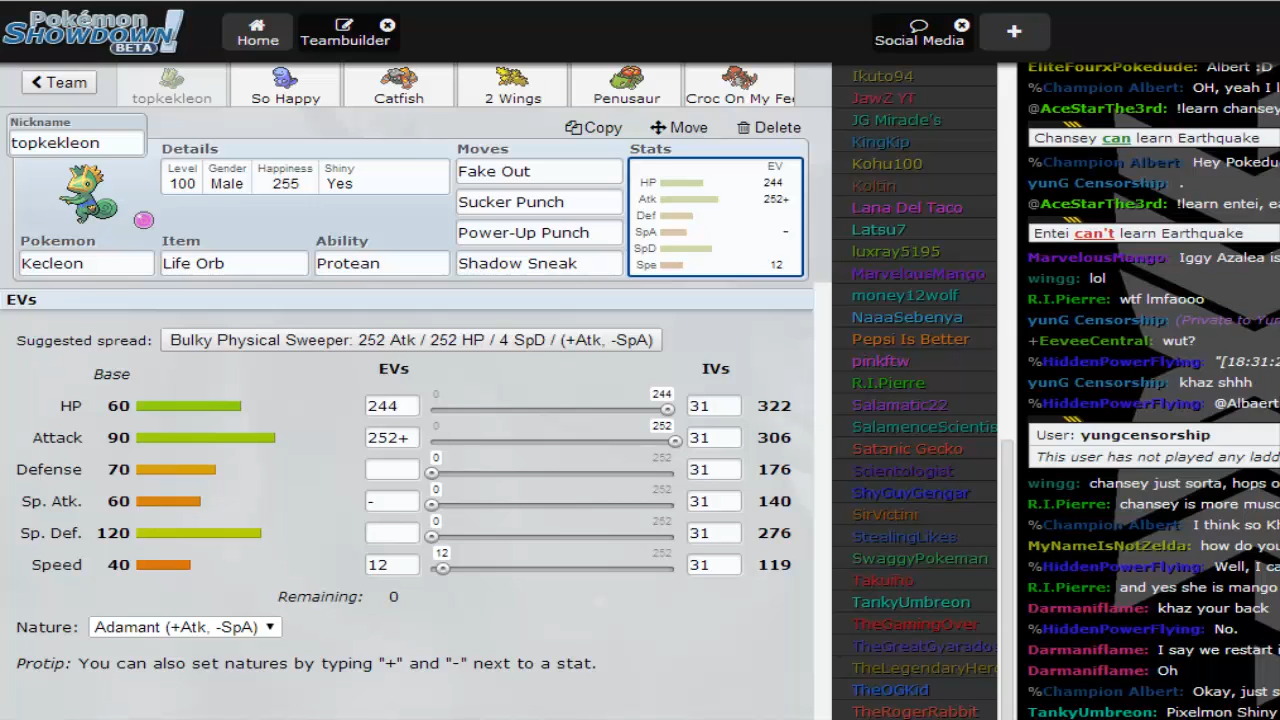 Pokémon
SHOWDOWN!
BETA
Home
Teambuilder
Social Media
+
Team
topkekleon
So Happy
Catfish
2 Wings
Penusaur
Croc On My Fe
Nickname
topkekleon
Copy
Move
Delete
Details
Level
Gender
Happiness
Shiny
100
Male
255
Yes
Pokemon
Kecleon
Item
Life Orb
Ability
Protean
Moves
Fake Out
Sucker Punch
Power-Up Punch
Shadow Sneak
Stats
EV
HP 244
Atk 252+
Def
SpA -
SpD
Spe 12
EVs
Suggested spread: Bulky Physical Sweeper: 252 Atk / 252 HP / 4 SpD / (+Atk, -SpA)
Base EVs IVs
HP 60 244 0 244 31 322
Attack 90 252+ 0 252 31 306
Defense 70 0 252 31 176
Sp. Atk. 60 - 0 252 31 140
Sp. Def. 120 0 252 31 276
Speed 40 12 12 252 31 119
Remaining: 0
Nature: Adamant (+Atk, -SpA)
Protip: You can also set natures by typing "+" and "-" next to a stat.
Ikuto94
JawZ YT
JG Miracle's
KingKip
Kohu100
Koltin
Lana Del Taco
Latsu7
luxray5195
MarvelousMango
money12wolf
NaaaSebenya
Pepsi Is Better
pinkftw
R.I.Pierre
Salamatic22
SalamenceScientis
Satanic Gecko
Scientologist
ShyGuyGengar
SirVictini
StealingLikes
SwaggyPokeman
Takuiho
TankyUmbreon
TheGamingOver
TheGreatGyarados
TheLegendaryHero
TheOGKid
TheRogerRabbit
EliteFourxPokedude: Albert ;D
%Champion Albert: OH, yeah I l
@AceStarThe3rd: !learn chansey
Chansey can learn Earthquake
%Champion Albert: Hey Pokedu
yunG Censorship: .
@AceStarThe3rd: !learn entei, ea
Entei can't learn Earthquake
MarvelousMango: Iggy Azalea is
wingg: lol
R.I.Pierre: wtf lmfaooo
yunG Censorship: (Private to Yun
+EeveeCentral: wut?
%HiddenPowerFlying: "[18:31:2
yunG Censorship: khaz shhh
%HiddenPowerFlying: @Albaert
User: yungcensorship
This user has not played any ladd
wingg: chansey just sorta, hops o
R.I.Pierre: chansey is more musc
%Champion Albert: I think so Kh
MyNameIsNotZelda: how do you
%HiddenPowerFlying: Well, I ca
R.I.Pierre: and yes she is mango
Darmaniflame: khaz your back
%HiddenPowerFlying: No.
Darmaniflame: I say we restart i
Darmaniflame: Oh
%Champion Albert: Okay, just s
TankyUmbreon: Pixelmon Shiny